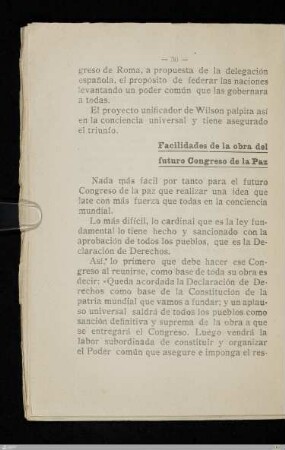 — 30 —
greso de Roma, a propuesta de la delegación
española, el propósito de federar las naciones
levantando un poder común que las gobernara
a todas.
El proyecto unificador de Wilson palpita así
en la conciencia universal y tiene asegurado
el triunfo.
Facilidades de la obra del
futuro Congreso de la Paz
Nada más fácil por tanto para el futuro
Congreso de la paz que realizar una idea que
late con más fuerza que todas en la conciencia
mundial.
Lo más difícil, lo cardinal que es la ley fun-
damental lo tiene hecho y sancionado con la
aprobación de todos los pueblos, que es la De-
claración de Derechos.
lo primero que debe hacer ese Con-
greso al reunirse, como base de toda su obra es
decir: «Queda acordada la Declaración de De-
rechos como base de la Constitución de la
patria mundial que vamos a fundar; y un aplau-
so universal saldrá de todos los pueblos como
sanción definitiva y suprema de la obra a que
se entregará el Congreso. Luego vendrá la
labor subordinada de constituir y organizar
el Poder común que asegure e imponga el res-